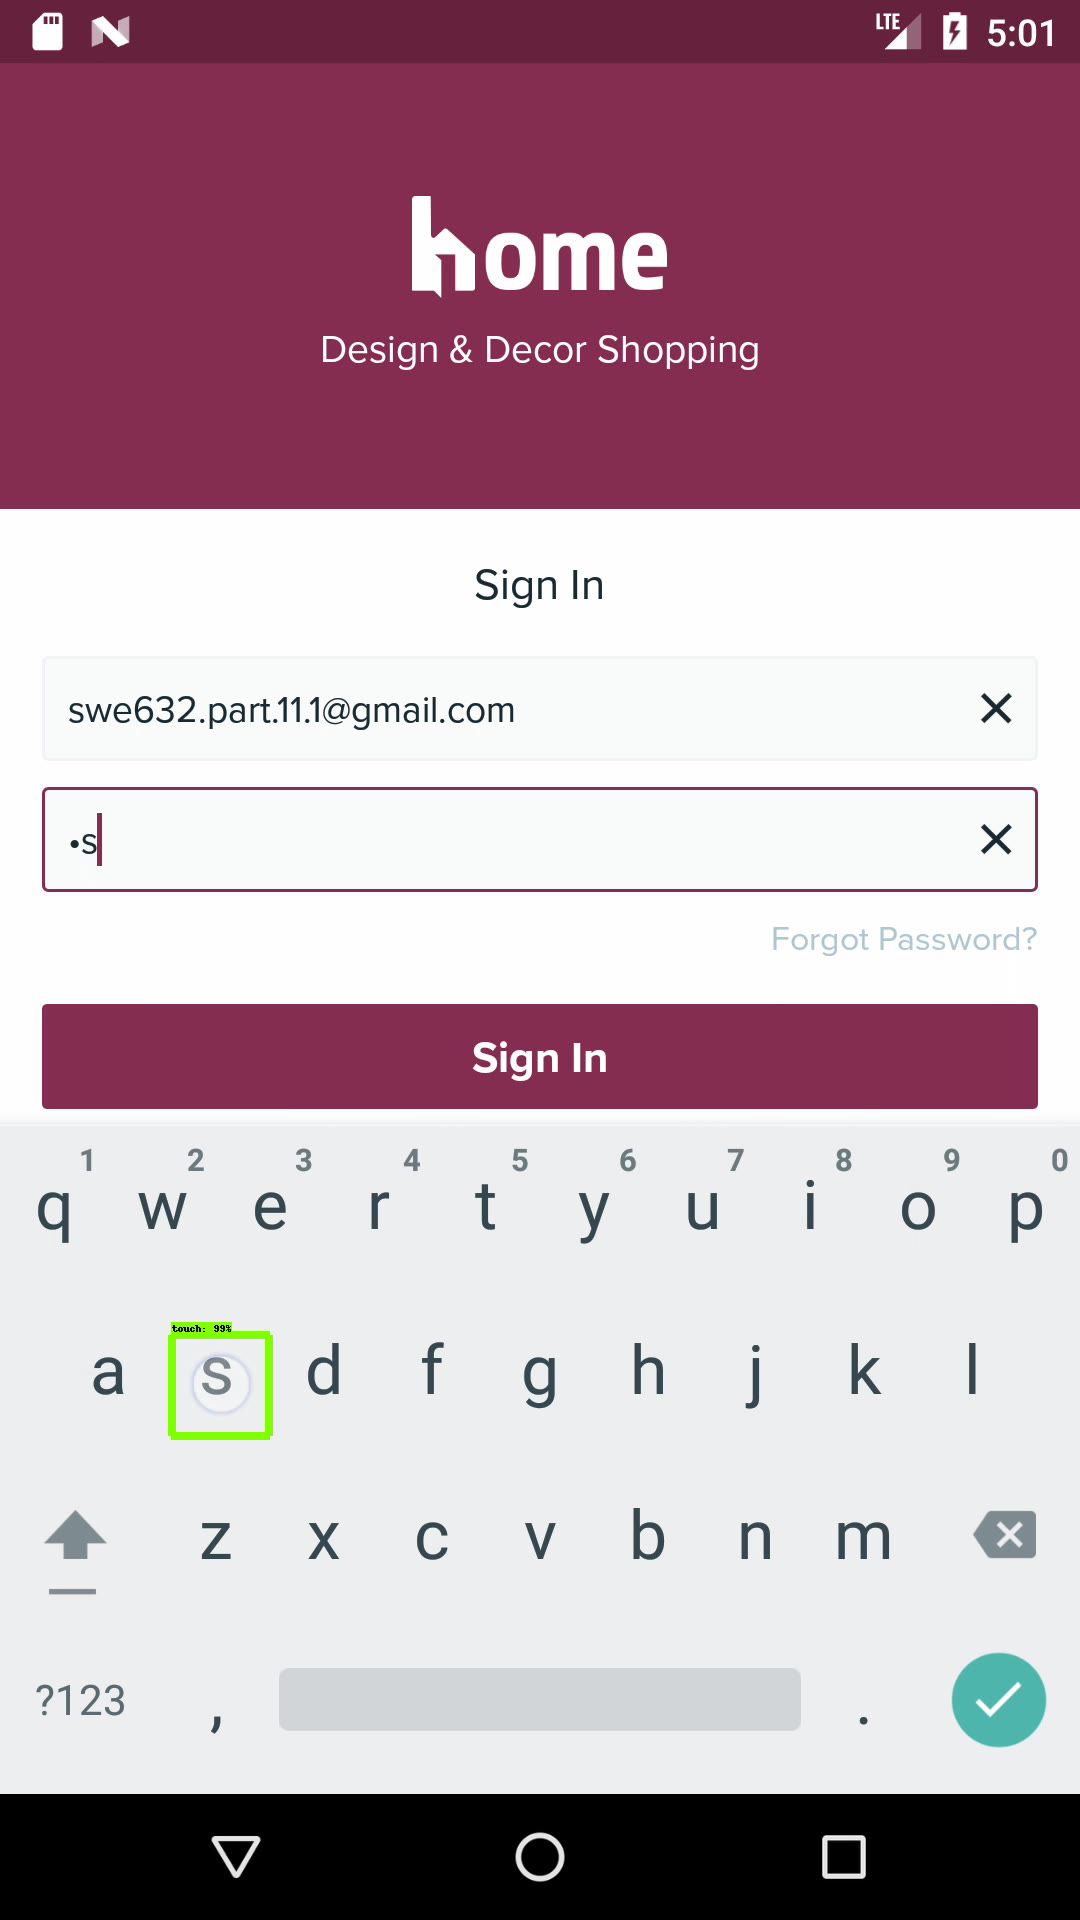 LTE 5:01
home
Design & Decor Shopping
Sign In
swe632.part.11.1@gmail.com
•s
Forgot Password?
Sign In
1 2 3 4 5 6 7 8 9 0
q w e r t y u i o p
touch: 99%
a s d f g h j k l
z x c v b n m
?123 , .